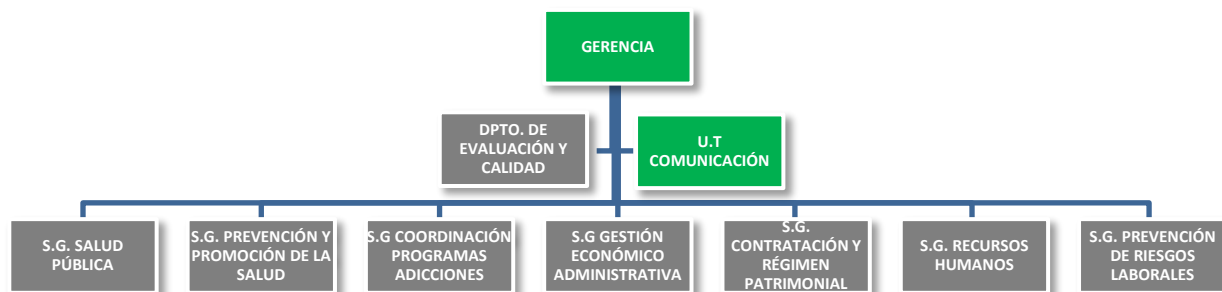 GERENCIA
DPTO. DE
EVALUACIÓN Y
CALIDAD
U.T
COMUNICACIÓN
S.G. SALUD
PÚBLICA
S.G. PREVENCIÓN Y
PROMOCIÓN DE LA
SALUD
S.G COORDINACIÓN
PROGRAMAS
ADICCIONES
S.G GESTIÓN
ECONÓMICO
ADMINISTRATIVA
S.G.
CONTRATACIÓN Y
RÉGIMEN
PATRIMONIAL
S.G. RECURSOS
HUMANOS
S.G. PREVENCIÓN
DE RIESGOS
LABORALES